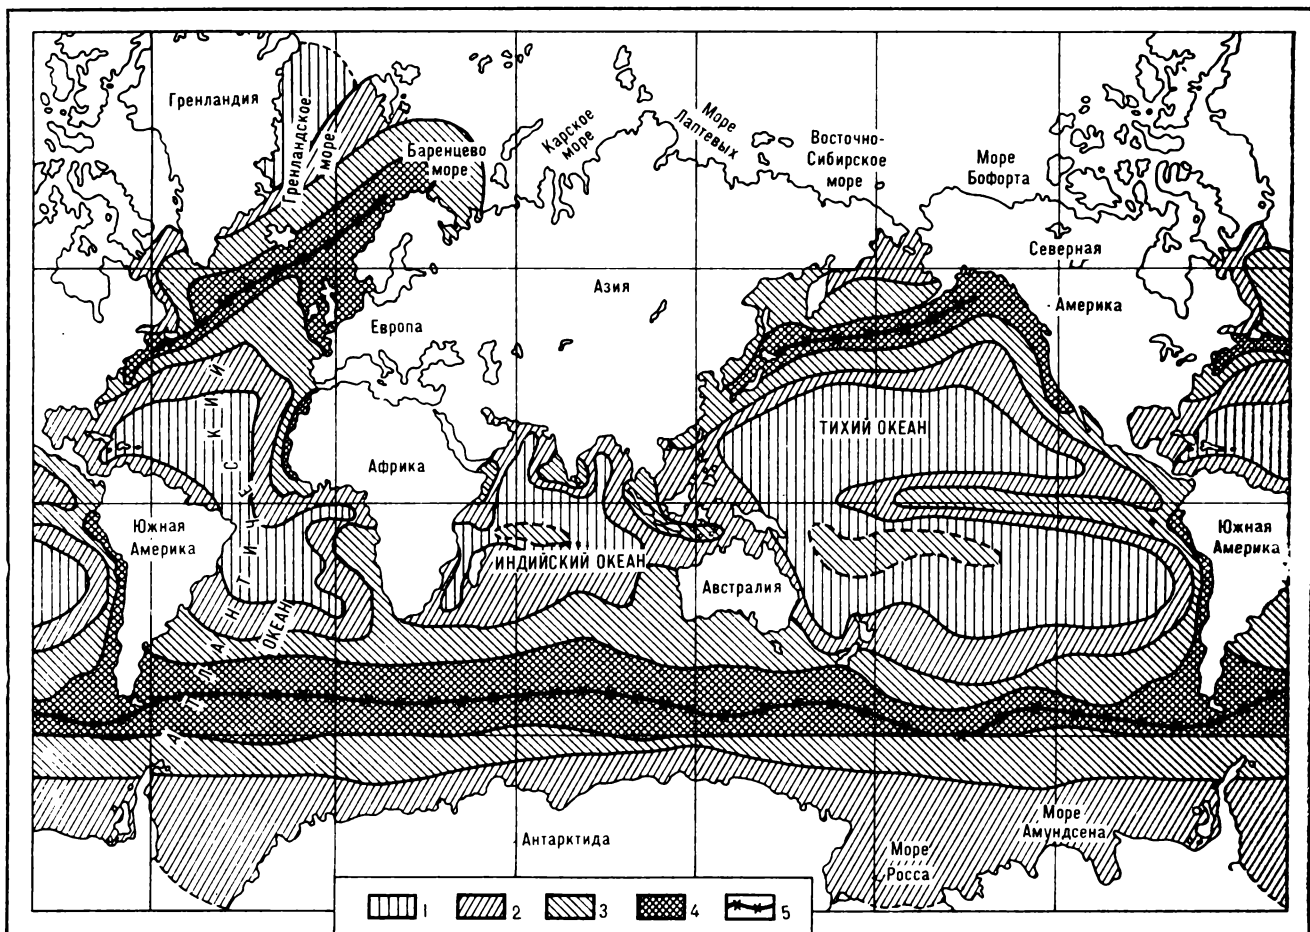 Гренландия
Гренландское
море
Баренцево
море
Карское
море
Море
Лаптевых
Восточно-
Сибирское
море
Море
Бофорта
Северная
Америка
Азия
Европа
Африка
АТЛАНТИЧЕСКИЙ
ОКЕАН
ТИХИЙ ОКЕАН
Южная
Америка
ИНДИЙСКИЙ ОКЕАН
Австралия
Южная
Америка
Антарктида
Море
Росса
Море
Амундсена
1 2 3 4 5